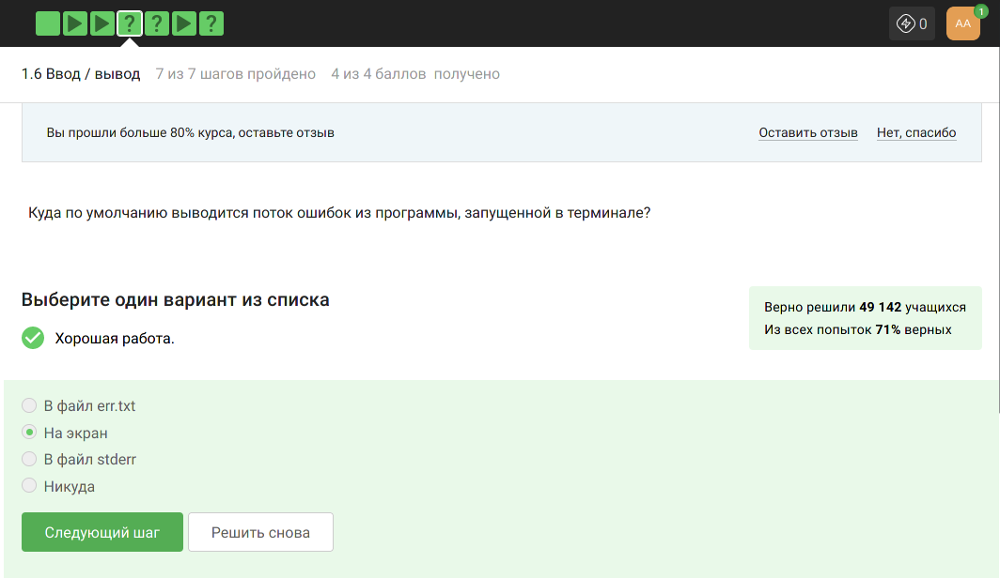 ? ? ?
0
AA
1
1.6 Ввод / вывод 7 из 7 шагов пройдено 4 из 4 баллов получено
Вы прошли больше 80% курса, оставьте отзыв Оставить отзыв Нет, спасибо
Куда по умолчанию выводится поток ошибок из программы, запущенной в терминале?
Выберите один вариант из списка
Верно решили 49 142 учащихся
Из всех попыток 71% верных
Хорошая работа.
В файл err.txt
На экран
В файл stderr
Никуда
Следующий шаг Решить снова